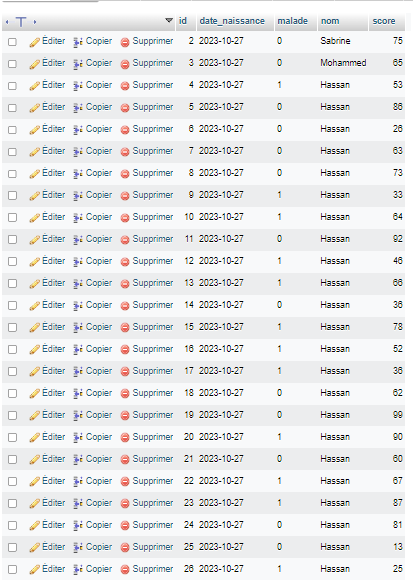 id date_naissance malade nom score
Éditer Copier Supprimer 2 2023-10-27 0 Sabrine 75
Éditer Copier Supprimer 3 2023-10-27 0 Mohammed 65
Éditer Copier Supprimer 4 2023-10-27 1 Hassan 53
Éditer Copier Supprimer 5 2023-10-27 0 Hassan 86
Éditer Copier Supprimer 6 2023-10-27 0 Hassan 26
Éditer Copier Supprimer 7 2023-10-27 0 Hassan 63
Éditer Copier Supprimer 8 2023-10-27 0 Hassan 73
Éditer Copier Supprimer 9 2023-10-27 1 Hassan 33
Éditer Copier Supprimer 10 2023-10-27 1 Hassan 64
Éditer Copier Supprimer 11 2023-10-27 0 Hassan 92
Éditer Copier Supprimer 12 2023-10-27 1 Hassan 46
Éditer Copier Supprimer 13 2023-10-27 1 Hassan 66
Éditer Copier Supprimer 14 2023-10-27 0 Hassan 36
Éditer Copier Supprimer 15 2023-10-27 1 Hassan 78
Éditer Copier Supprimer 16 2023-10-27 1 Hassan 52
Éditer Copier Supprimer 17 2023-10-27 1 Hassan 36
Éditer Copier Supprimer 18 2023-10-27 0 Hassan 62
Éditer Copier Supprimer 19 2023-10-27 0 Hassan 99
Éditer Copier Supprimer 20 2023-10-27 1 Hassan 90
Éditer Copier Supprimer 21 2023-10-27 0 Hassan 60
Éditer Copier Supprimer 22 2023-10-27 1 Hassan 67
Éditer Copier Supprimer 23 2023-10-27 1 Hassan 87
Éditer Copier Supprimer 24 2023-10-27 0 Hassan 81
Éditer Copier Supprimer 25 2023-10-27 0 Hassan 13
Éditer Copier Supprimer 26 2023-10-27 1 Hassan 25